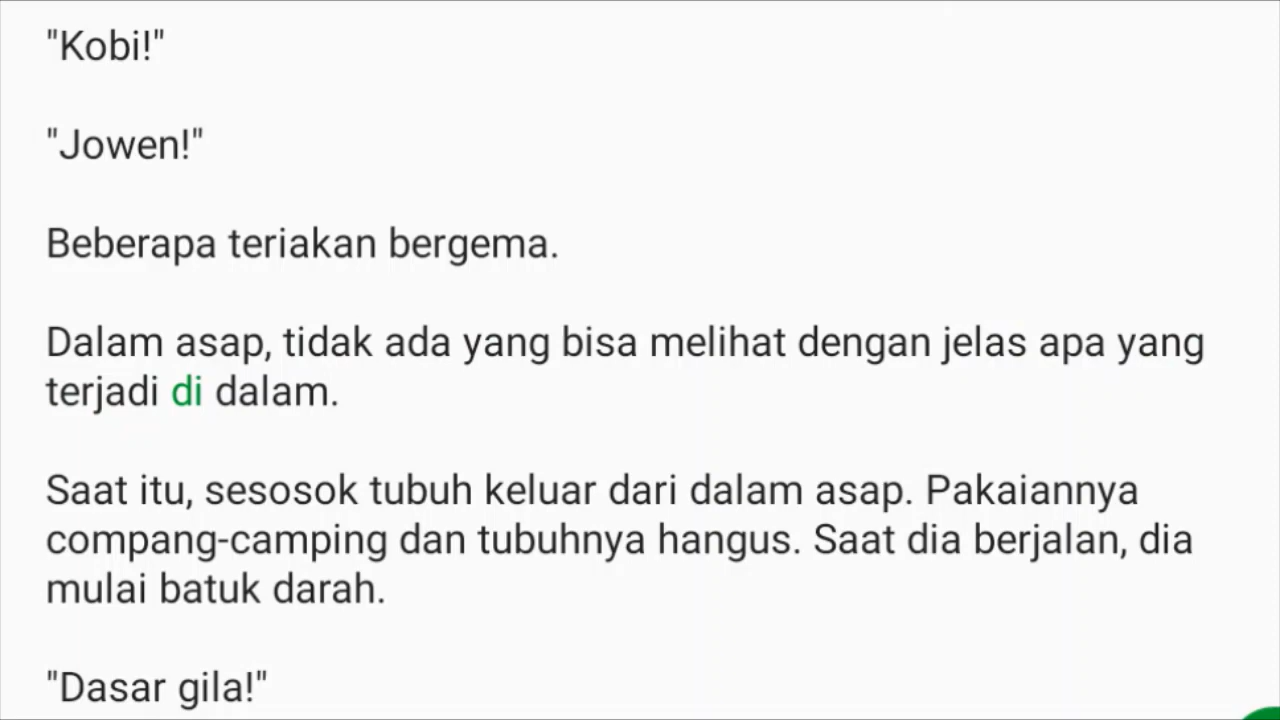 "Kobi!"
"Jowen!"
Beberapa teriakan bergema.
Dalam asap, tidak ada yang bisa melihat dengan jelas apa yang
terjadi di dalam.
Saat itu, sesosok tubuh keluar dari dalam asap. Pakaiannya
compang-camping dan tubuhnya hangus. Saat dia berjalan, dia
mulai batuk darah.
"Dasar gila!"